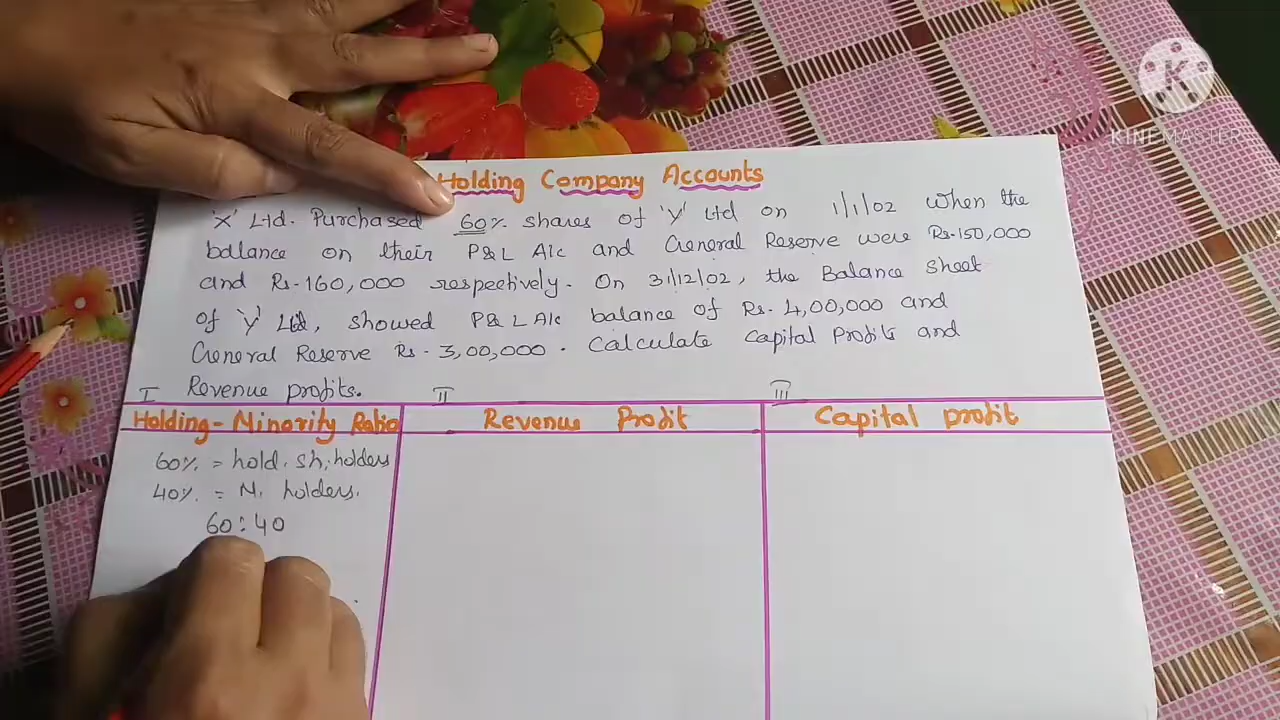 KINEMASTER
Holding Company Accounts
'X' Ltd. Purchased 60% shares of 'Y' Ltd on 1/1/02 when the
balance on their P&L A/c and General Reserve were Rs.150,000
and Rs.160,000 respectively. On 31/12/02, the Balance sheet
of 'Y' Ltd, showed P&L A/c balance of Rs. 4,00,000 and
General Reserve Rs. 3,00,000. Calculate Capital Profits and
Revenue profits.
I II III
Holding-Minority Ratio Revenue Profit Capital profit
60% = hold. sh. holders
40% = M. holders.
60:40